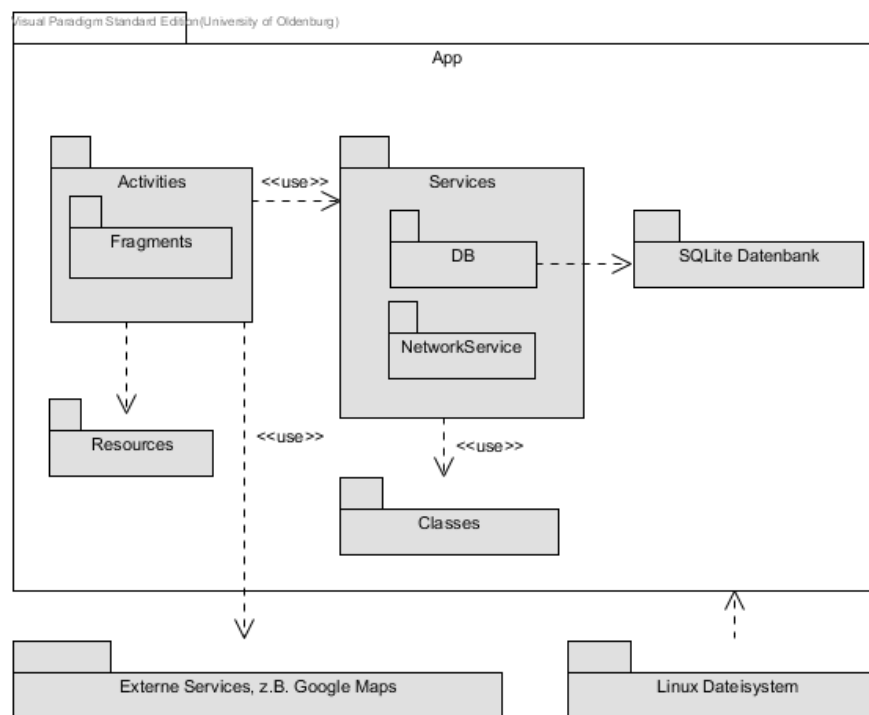 Visual Paradigm Standard Edition(University of Oldenburg)
App
Activities
<<use>>
Services
Fragments
DB
SQLite Datenbank
NetworkService
Resources
<<use>>
<<use>>
Classes
Externe Services, z.B. Google Maps
Linux Dateisystem